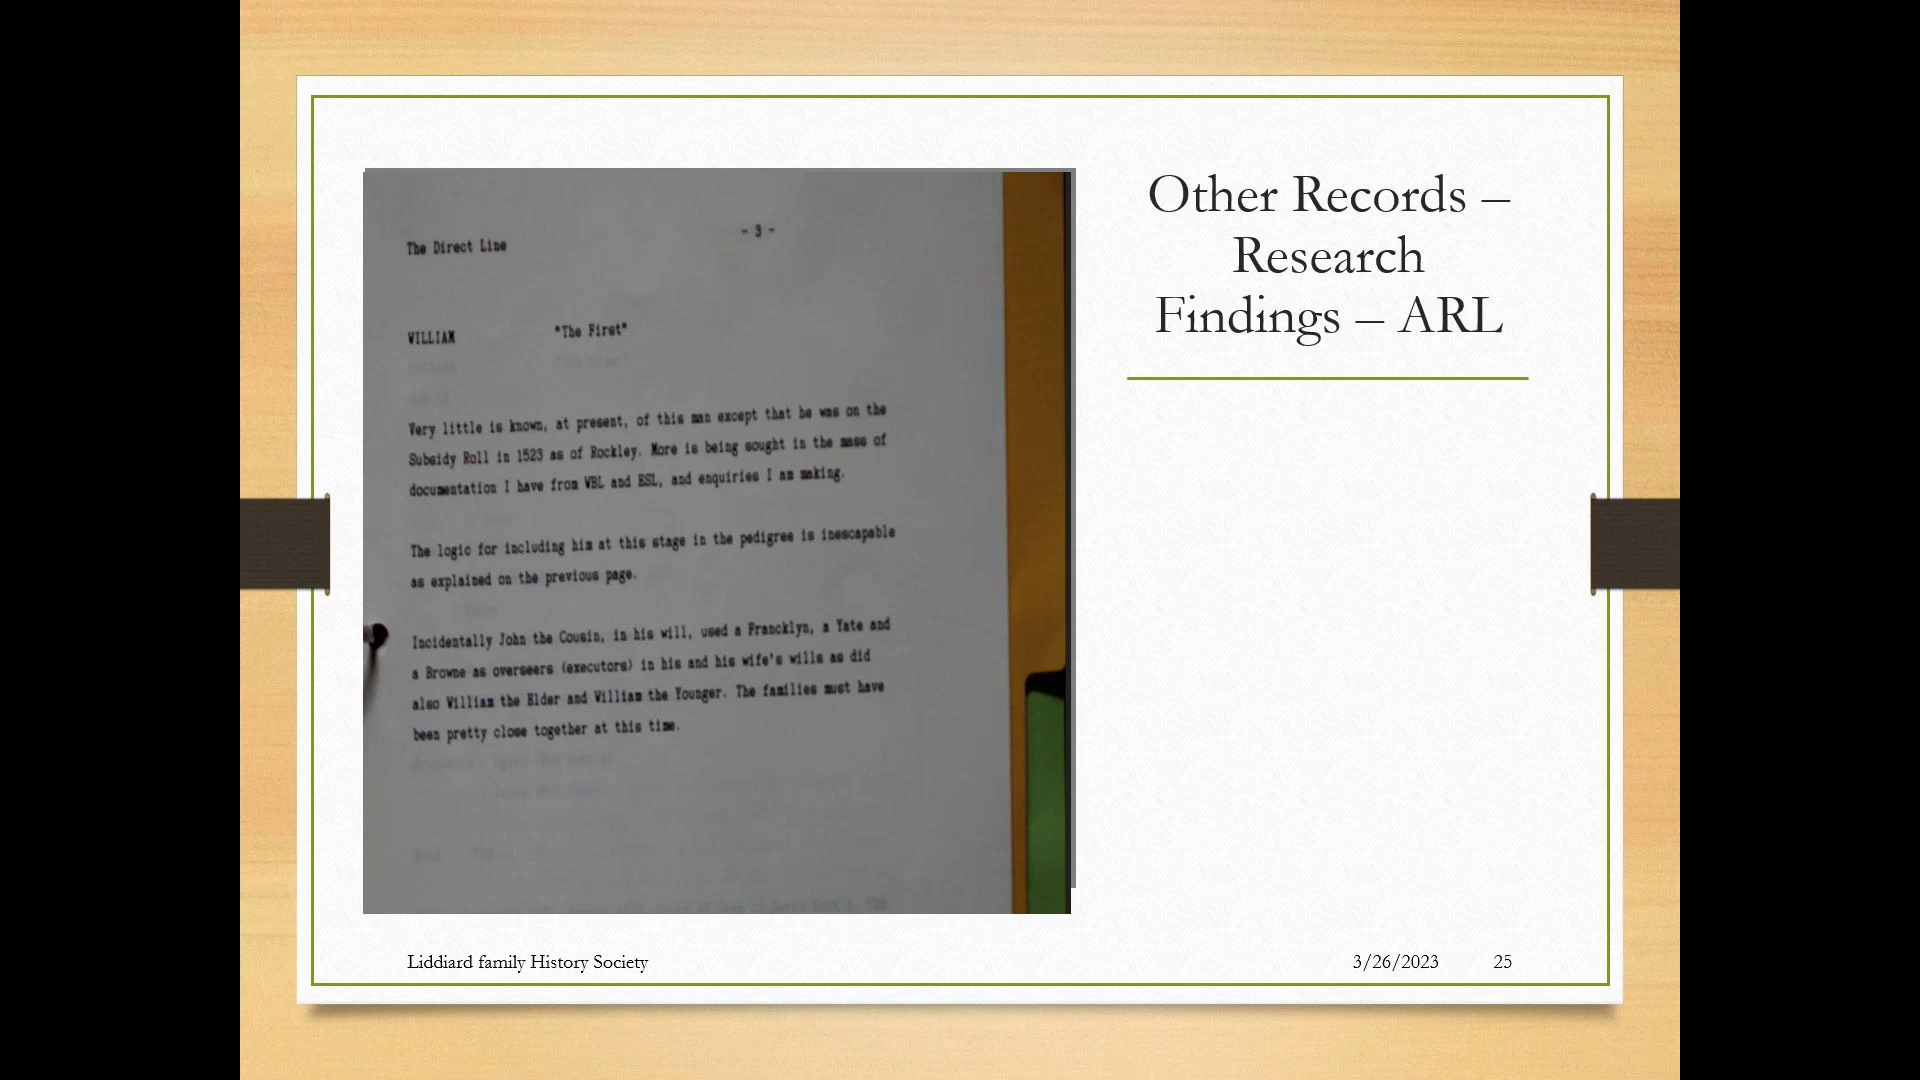 The Direct Line
- 3 -
WILLIAM "The First"
Very little is known, at present, of this man except that he was on the
Subsidy Roll in 1523 as of Rockley. More is being sought in the mass of
documentation I have from WBL and ESL, and enquiries I am making.
The logic for including him at this stage in the pedigree is inescapable
as explained on the previous page.
Incidentally John the Cousin, in his will, used a Francklyn, a Yate and
a Browne as overseers (executors) in his and his wife's wills as did
also William the Elder and William the Younger. The families must have
been pretty close together at this time.
Other Records –
Research
Findings – ARL
Liddiard family History Society
3/26/2023
25